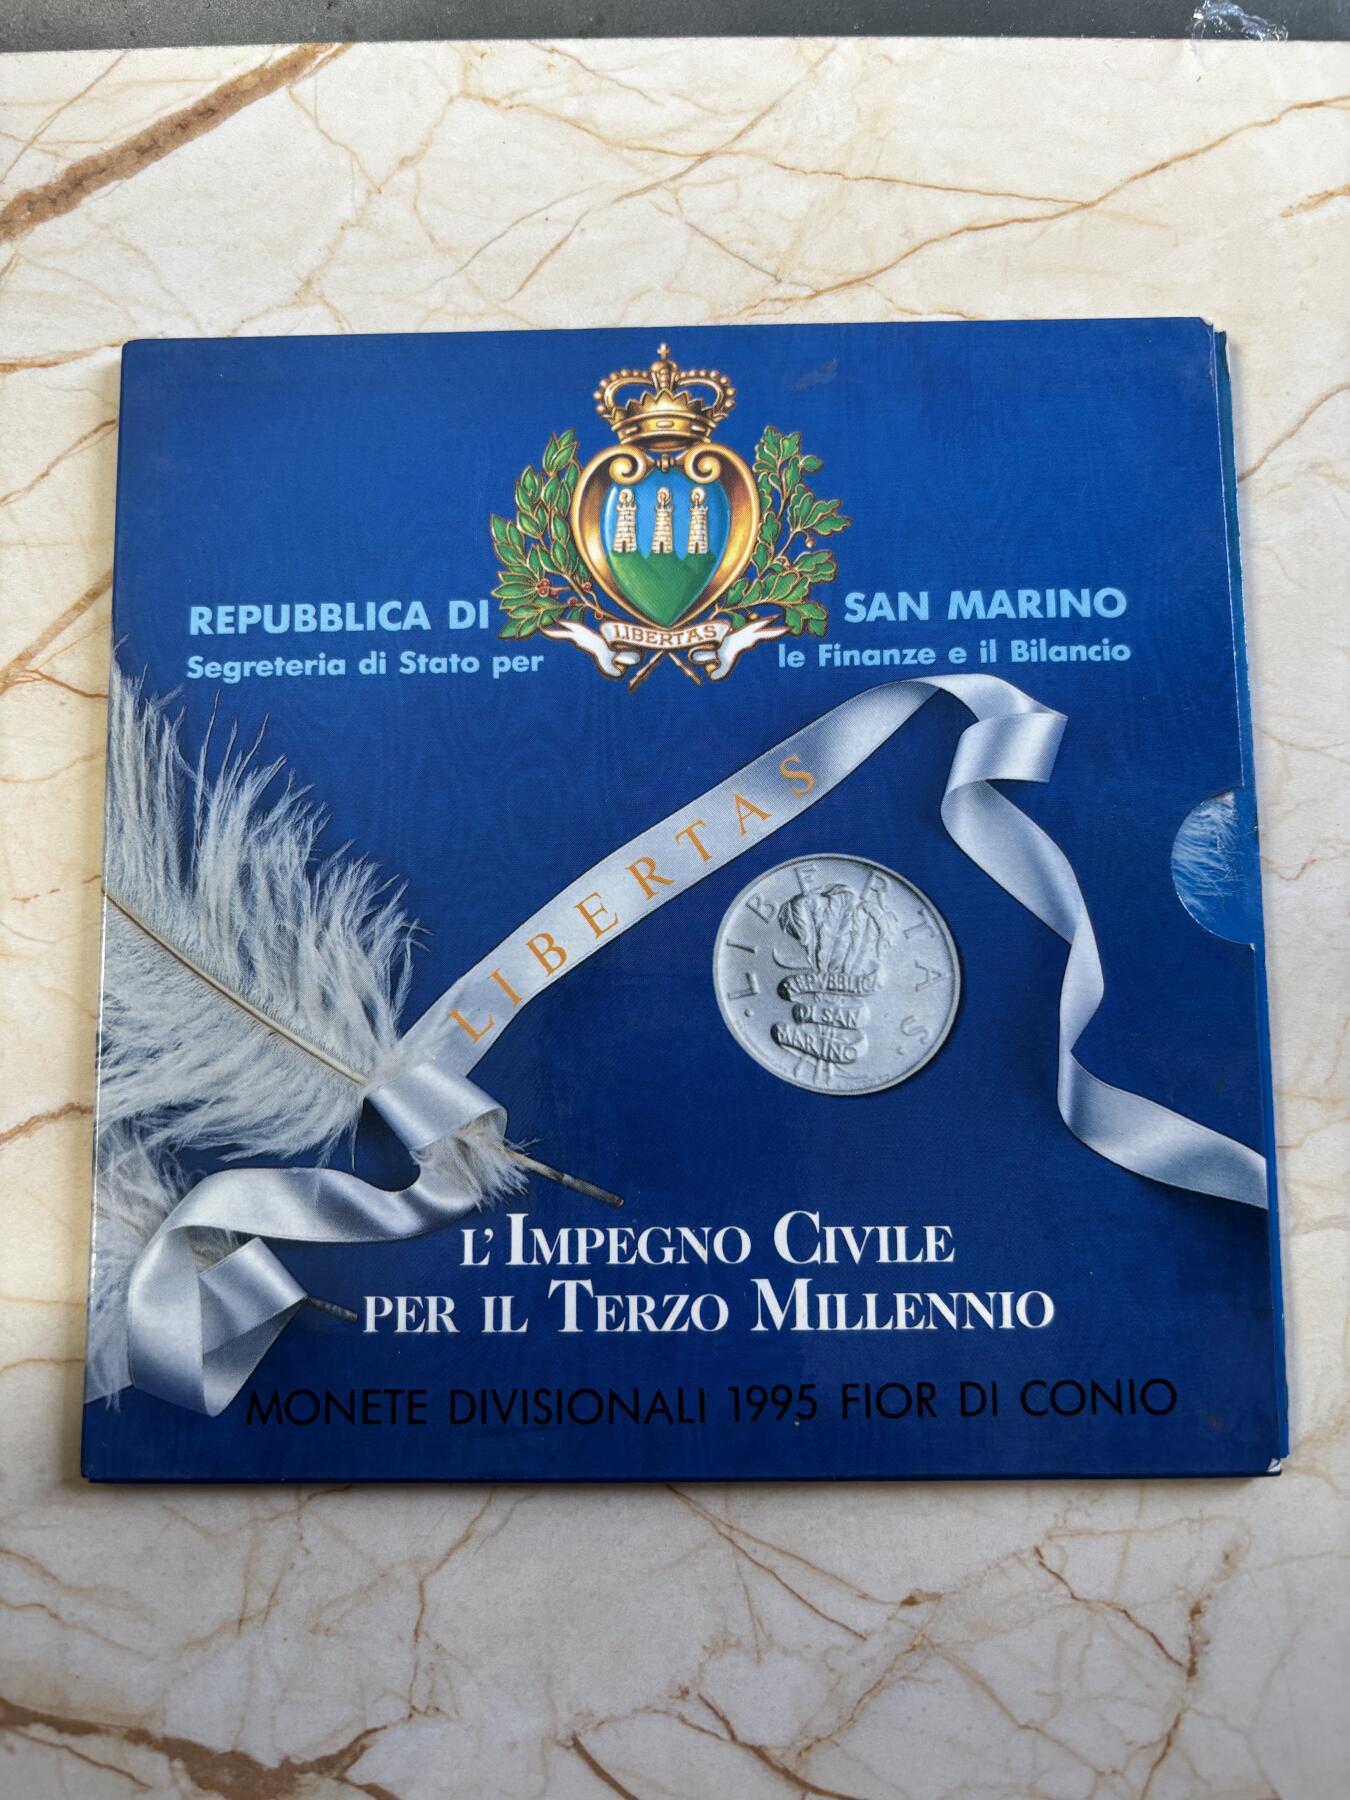 LIBERTAS
REPUBBLICA DI SAN MARINO
Segreteria di Stato per le Finanze e il Bilancio
LIBERTAS
LIBERTAS
REPVBBLICA
DI SAN
MARINO
L'IMPEGNO CIVILE
PER IL TERZO MILLENNIO
MONETE DIVISIONALI 1995 FIOR DI CONIO